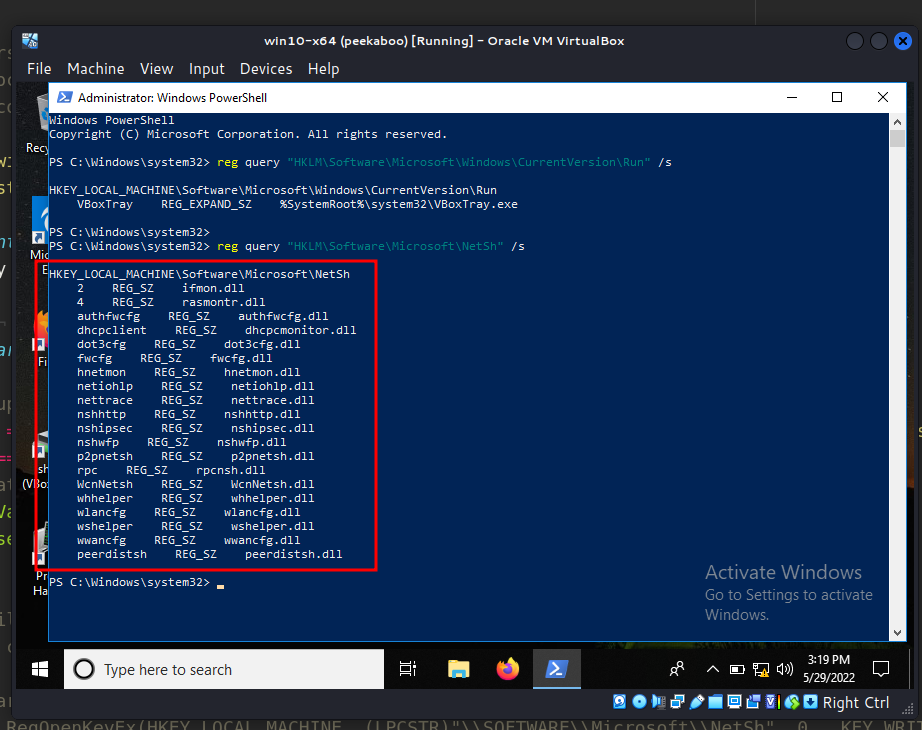 win10-x64 (peekaboo) [Running] - Oracle VM VirtualBox
File Machine View Input Devices Help
Administrator: Windows PowerShell
Windows PowerShell
Copyright (C) Microsoft Corporation. All rights reserved.
PS C:\Windows\system32> reg query "HKLM\Software\Microsoft\Windows\CurrentVersion\Run" /s
HKEY_LOCAL_MACHINE\Software\Microsoft\Windows\CurrentVersion\Run
VBoxTray REG_EXPAND_SZ %SystemRoot%\system32\VBoxTray.exe
PS C:\Windows\system32>
PS C:\Windows\system32> reg query "HKLM\Software\Microsoft\NetSh" /s
HKEY_LOCAL_MACHINE\Software\Microsoft\NetSh
2 REG_SZ ifmon.dll
4 REG_SZ rasmontr.dll
authfwcfg REG_SZ authfwcfg.dll
dhcpclient REG_SZ dhcpcmonitor.dll
dot3cfg REG_SZ dot3cfg.dll
fwcfg REG_SZ fwcfg.dll
hnetmon REG_SZ hnetmon.dll
netiohlp REG_SZ netiohlp.dll
nettrace REG_SZ nettrace.dll
nshhttp REG_SZ nshhttp.dll
nshipsec REG_SZ nshipsec.dll
nshwfp REG_SZ nshwfp.dll
p2pnetsh REG_SZ p2pnetsh.dll
rpc REG_SZ rpcnsh.dll
WcnNetsh REG_SZ WcnNetsh.dll
whhelper REG_SZ whhelper.dll
wlancfg REG_SZ wlancfg.dll
wshelper REG_SZ wshelper.dll
wwancfg REG_SZ wwancfg.dll
peerdistsh REG_SZ peerdistsh.dll
PS C:\Windows\system32>
Activate Windows
Go to Settings to activate
Windows.
Type here to search
3:19 PM
5/29/2022
Right Ctrl
RegOpenKeyEx(HKEY_LOCAL_MACHINE, (LPCSTR)"\\SOFTWARE\\Microsoft\\NetSh", 0